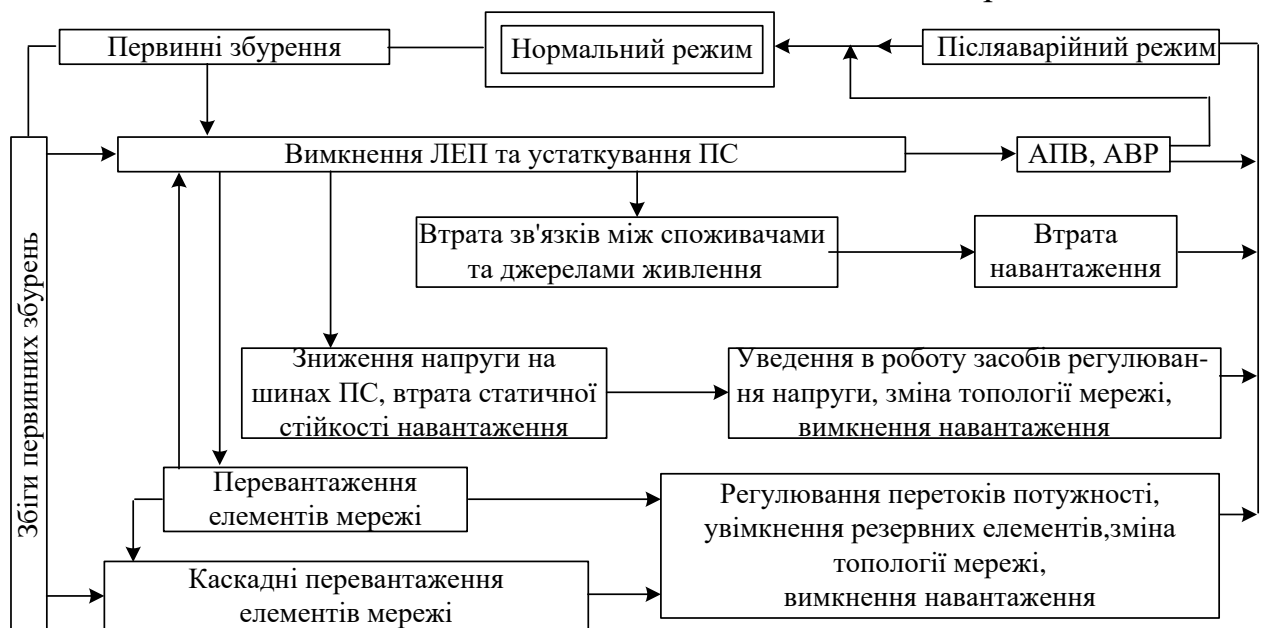 Первинні збурення
Нормальний режим
Післяаварійний режим
Вимкнення ЛЕП та устаткування ПС
АПВ, АВР
Збіги первинних збурень
Втрата зв'язків між споживачами
та джерелами живлення
Втрата
навантаження
Зниження напруги на
шинах ПС, втрата статичної
стійкості навантаження
Уведення в роботу засобів регулюван-
ня напруги, зміна топології мережі,
вимкнення навантаження
Перевантаження
елементів мережі
Регулювання перетоків потужності,
увімкнення резервних елементів,зміна
топології мережі,
вимкнення навантаження
Каскадні перевантаження
елементів мережі